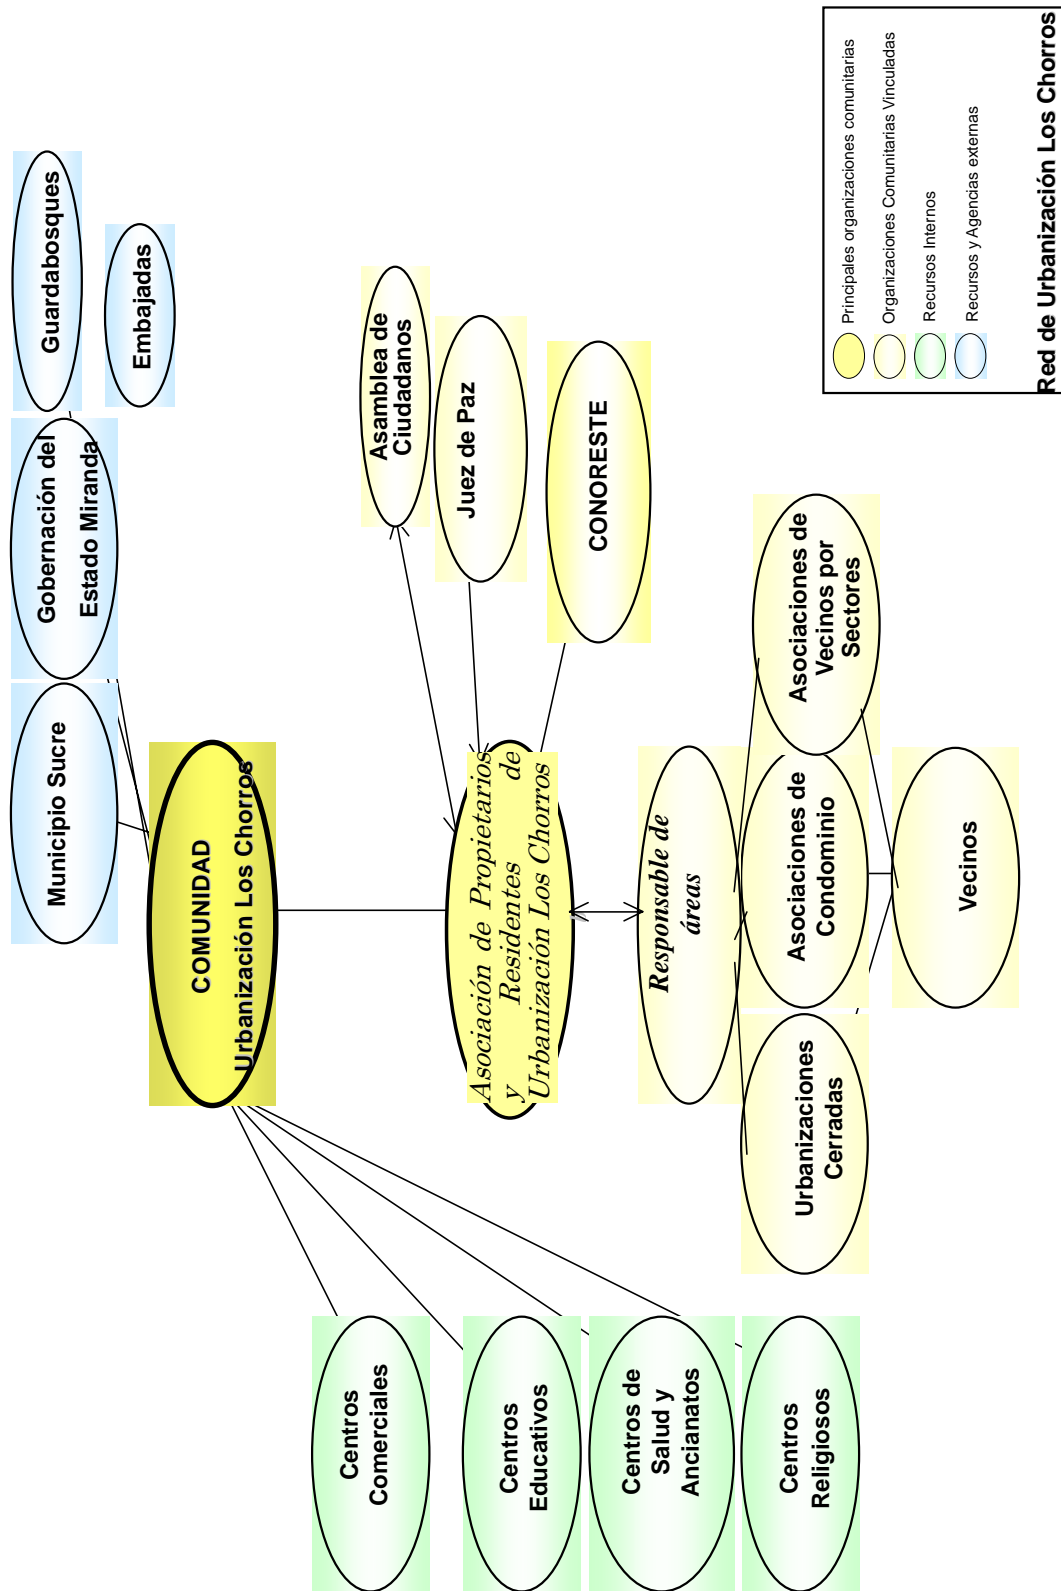 Municipio Sucre
Gobernación del
Estado Miranda
Guardabosques
Embajadas
COMUNIDAD
Urbanización Los Chorros
Centros
Comerciales
Centros
Educativos
Centros de
Salud y
Ancianatos
Centros
Religiosos
Asociación de Propietarios
y Residentes de
Urbanización Los Chorros
Asamblea de
Ciudadanos
Juez de Paz
CONORESTE
Responsable de
áreas
Urbanizaciones
Cerradas
Asociaciones de
Condominio
Asociaciones de
Vecinos por
Sectores
Vecinos
Principales organizaciones comunitarias
Organizaciones Comunitarias Vinculadas
Recursos Internos
Recursos y Agencias externas
Red de Urbanización Los Chorros